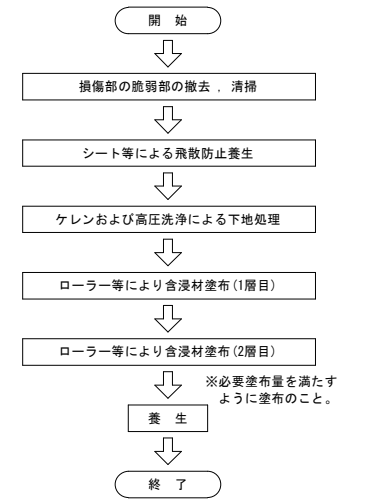 開 始
損傷部の脆弱部の撤去 , 清掃
シート等による飛散防止養生
ケレンおよび高圧洗浄による下地処理
ローラー等により含浸材塗布(1層目)
ローラー等により含浸材塗布(2層目)
※必要塗布量を満たす
ように塗布のこと。
養 生
終 了